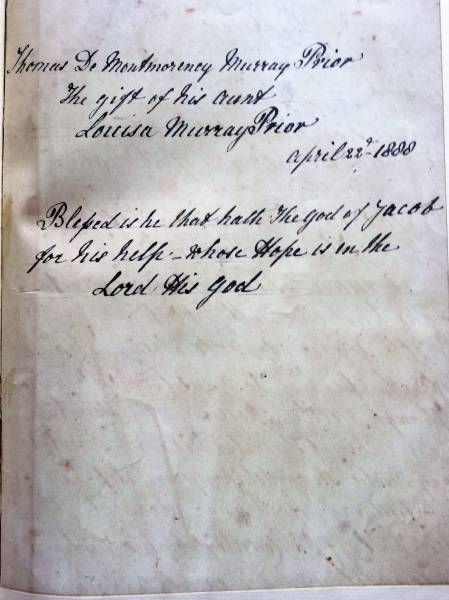 Thomas De Montmorency Murray Prior
The gift of his aunt
Louisa Murray Prior
April 22d 1888
Blessed is he that hath The god of Jacob
for his help – whose Hope is in the
Lord His God